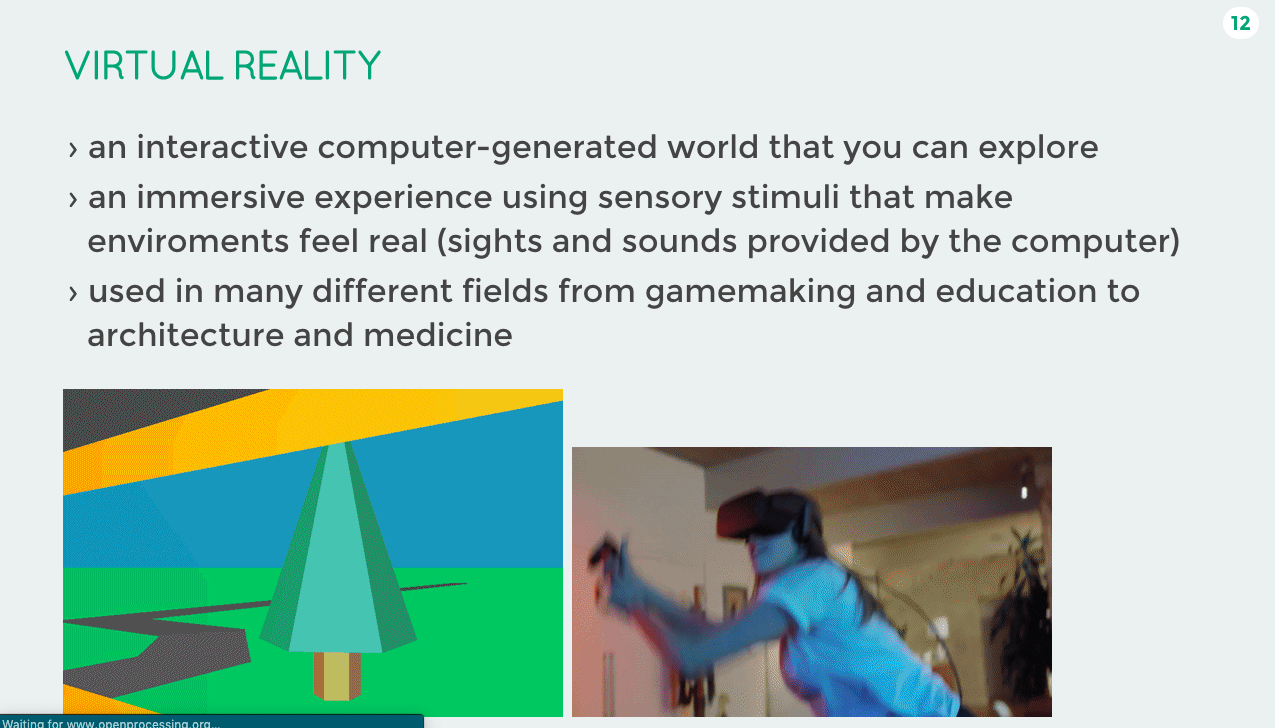 12
VIRTUAL REALITY
› an interactive computer-generated world that you can explore
› an immersive experience using sensory stimuli that make
enviroments feel real (sights and sounds provided by the computer)
› used in many different fields from gamemaking and education to
architecture and medicine
Waiting for www.openprocessing.org...